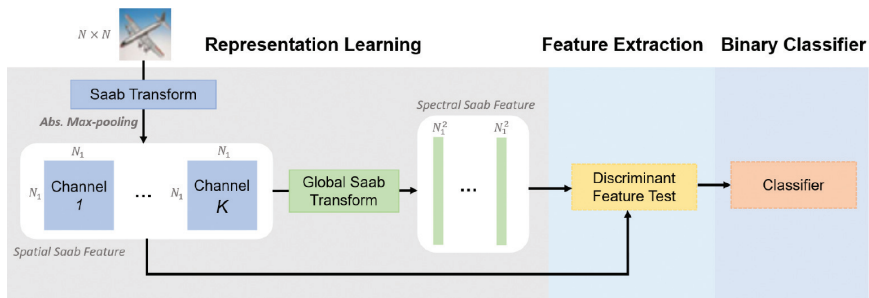 N × N
Representation Learning
Feature Extraction
Binary Classifier
Saab Transform
Abs. Max-pooling
Spectral Saab Feature
N₁²
N₁²
N₁
N₁
N₁
Channel
1
...
N₁
Channel
K
Global Saab
Transform
...
Discriminant
Feature Test
Classifier
Spatial Saab Feature